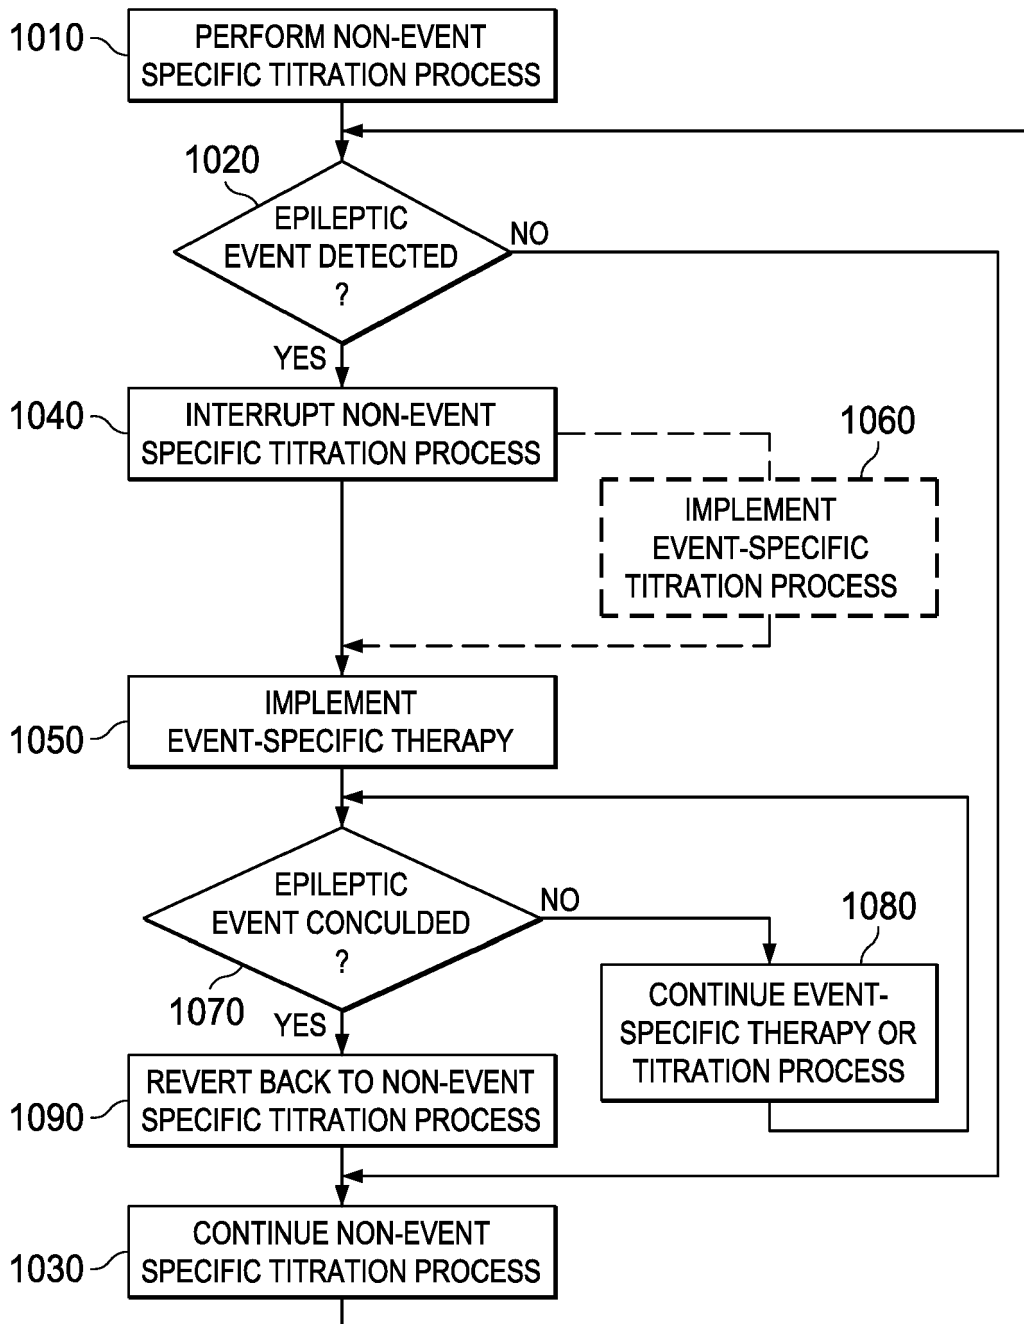 1010
PERFORM NON-EVENT
SPECIFIC TITRATION PROCESS
1020
EPILEPTIC
EVENT DETECTED
?
NO
YES
1040
INTERRUPT NON-EVENT
SPECIFIC TITRATION PROCESS
1060
IMPLEMENT
EVENT-SPECIFIC
TITRATION PROCESS
1050
IMPLEMENT
EVENT-SPECIFIC THERAPY
EPILEPTIC
EVENT CONCULDED
?
1070
NO
YES
1080
CONTINUE EVENT-
SPECIFIC THERAPY OR
TITRATION PROCESS
1090
REVERT BACK TO NON-EVENT
SPECIFIC TITRATION PROCESS
1030
CONTINUE NON-EVENT
SPECIFIC TITRATION PROCESS